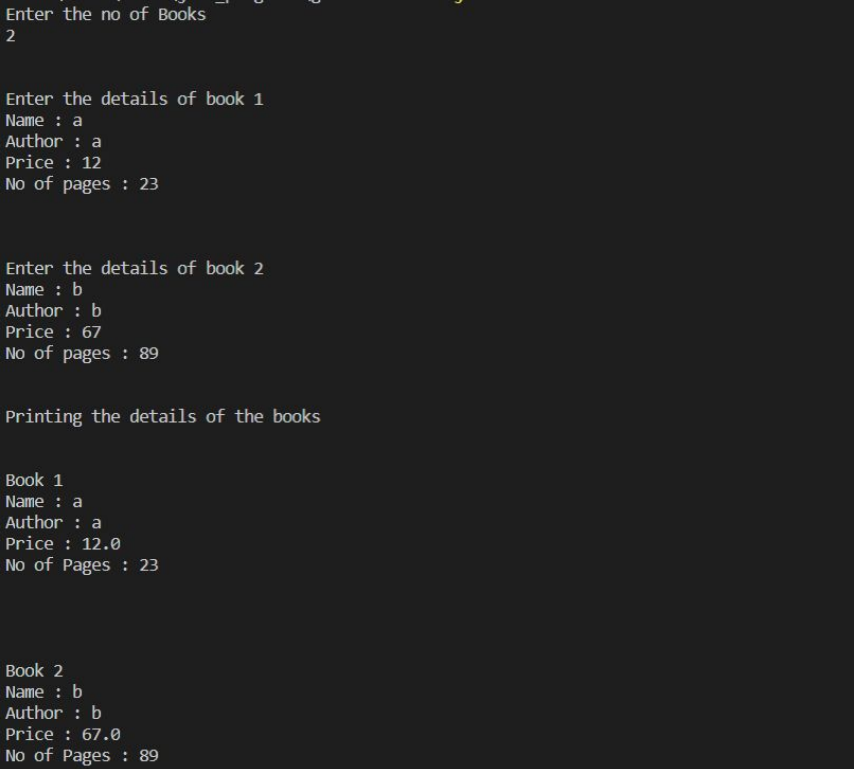 Enter the no of Books
2
Enter the details of book 1
Name : a
Author : a
Price : 12
No of pages : 23
Enter the details of book 2
Name : b
Author : b
Price : 67
No of pages : 89
Printing the details of the books
Book 1
Name : a
Author : a
Price : 12.0
No of Pages : 23
Book 2
Name : b
Author : b
Price : 67.0
No of Pages : 89